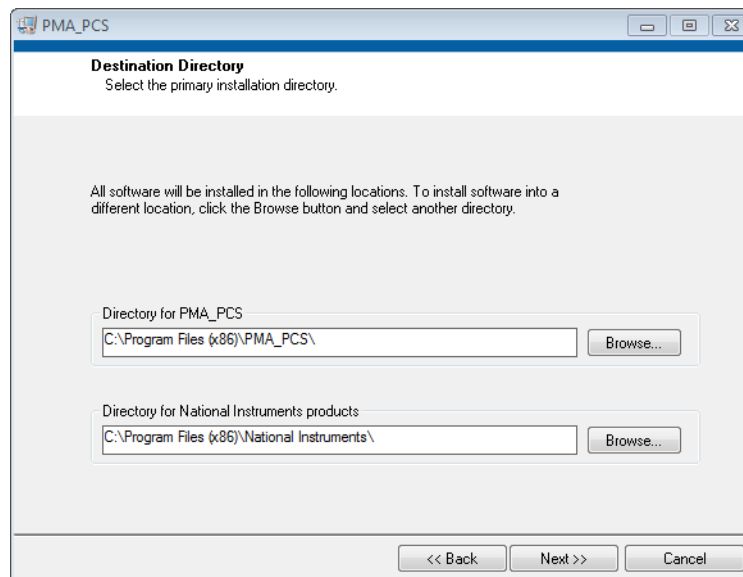 PMA_PCS
Destination Directory
Select the primary installation directory.
All software will be installed in the following locations. To install software into a
different location, click the Browse button and select another directory.
Directory for PMA_PCS
C:\Program Files (x86)\PMA_PCS\
Browse...
Directory for National Instruments products
C:\Program Files (x86)\National Instruments\
Browse...
<< Back
Next >>
Cancel